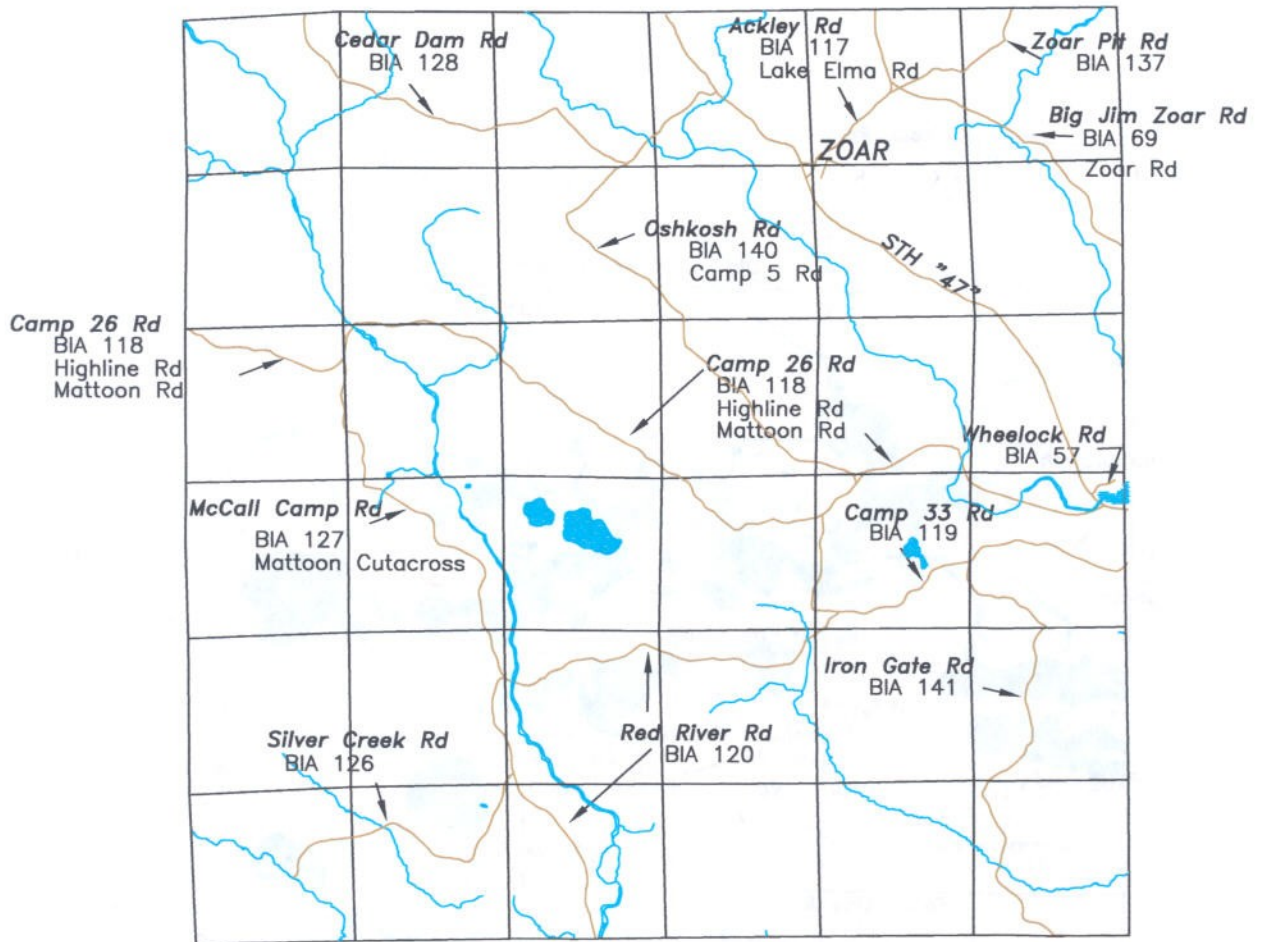 Cedar Dam Rd
BIA 128
Ackley Rd
BIA 117
Lake Elma Rd
Zoar Pit Rd
BIA 137
Big Jim Zoar Rd
BIA 69
Zoar Rd
ZOAR
Oshkosh Rd
BIA 140
Camp 5 Rd
STH "47"
Camp 26 Rd
BIA 118
Highline Rd
Mattoon Rd
Camp 26 Rd
BIA 118
Highline Rd
Mattoon Rd
Wheelock Rd
BIA 57
McCall Camp Rd
BIA 127
Mattoon Cutacross
Camp 33 Rd
BIA 119
Iron Gate Rd
BIA 141
Silver Creek Rd
BIA 126
Red River Rd
BIA 120